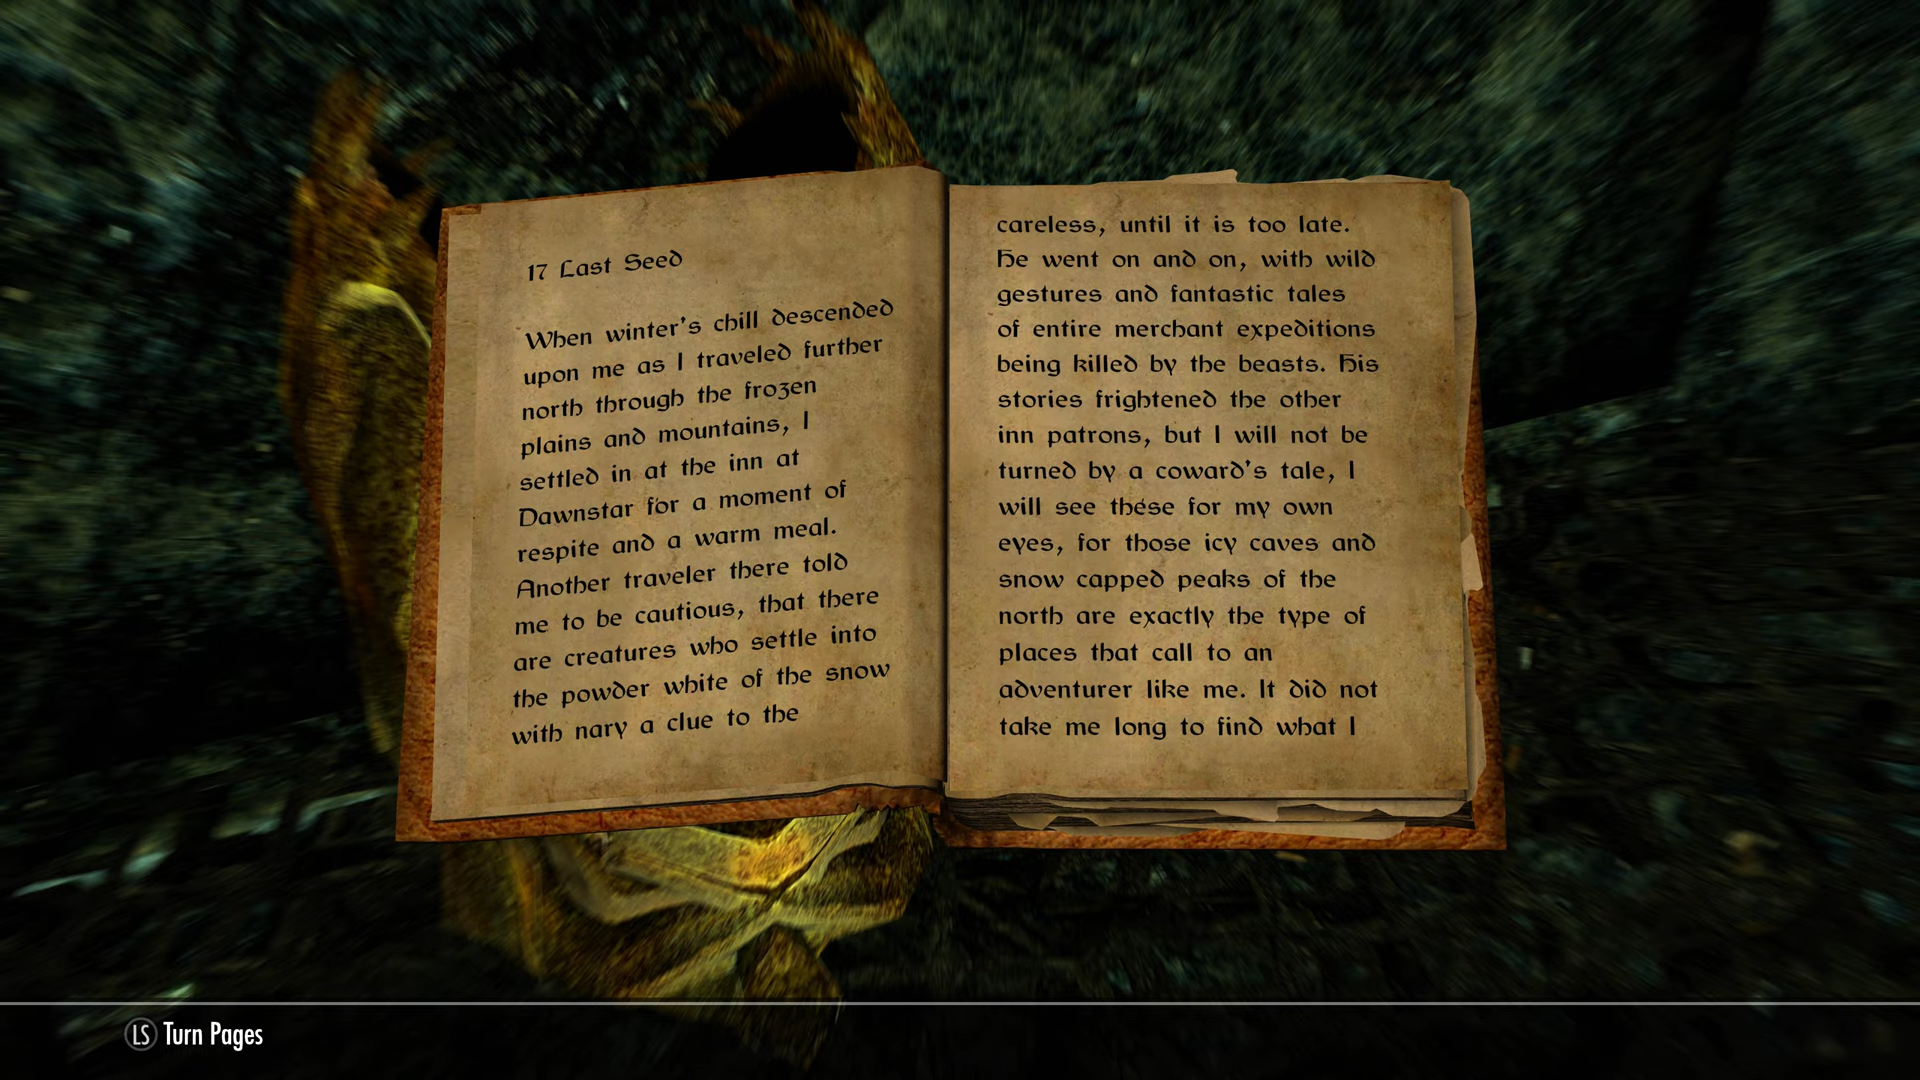 17 Last Seed
When winter's chill descended
upon me as I traveled further
north through the frozen
plains and mountains, I
settled in at the inn at
Dawnstar for a moment of
respite and a warm meal.
Another traveler there told
me to be cautious, that there
are creatures who settle into
the powder white of the snow
with nary a clue to the
careless, until it is too late.
He went on and on, with wild
gestures and fantastic tales
of entire merchant expeditions
being killed by the beasts. His
stories frightened the other
inn patrons, but I will not be
turned by a coward's tale, I
will see these for my own
eyes, for those icy caves and
snow capped peaks of the
north are exactly the type of
places that call to an
adventurer like me. It did not
take me long to find what I
LS Turn Pages